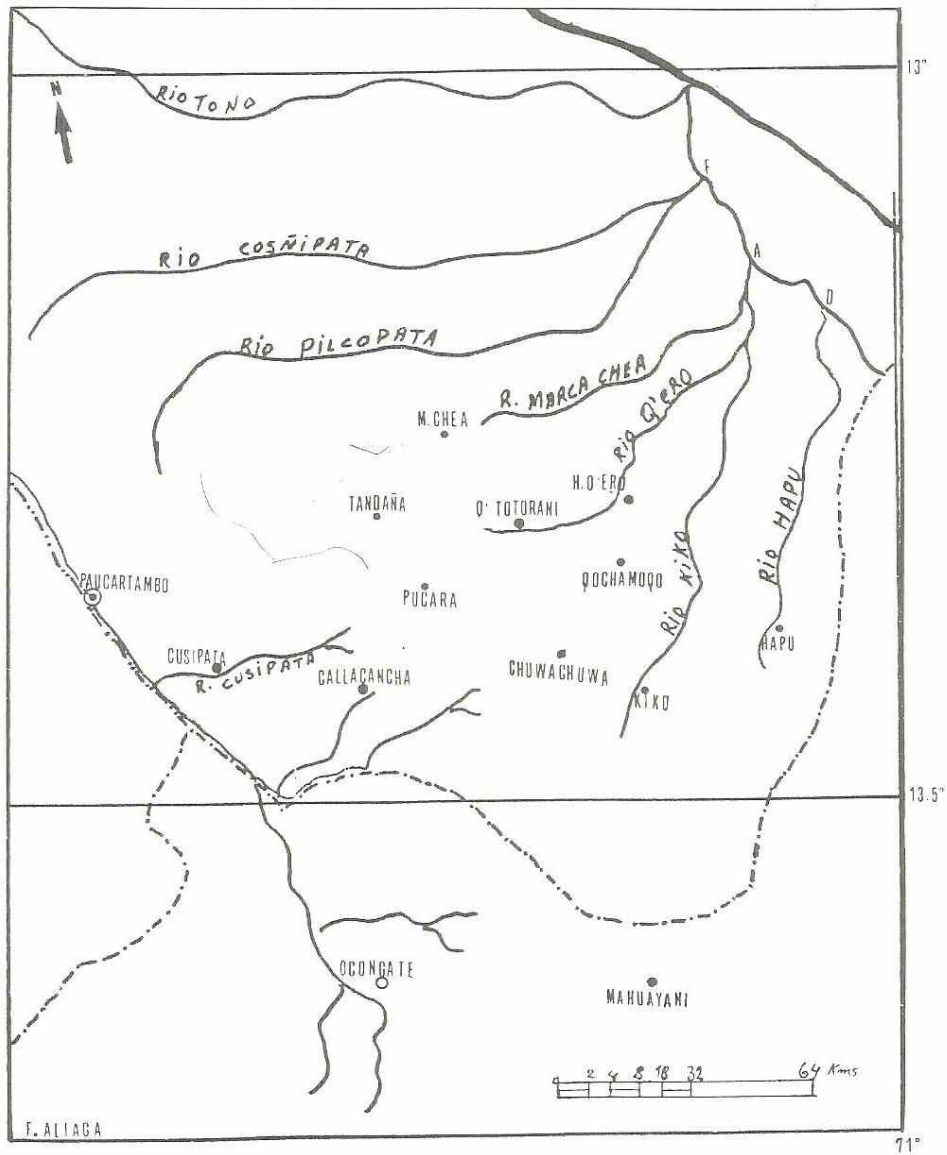 13°
N
RIO TONO
F
RIO COSÑIPATA
A
D
RIO PILCOPATA
R. MARCACHEA
RIO Q'ERO
M.CHEA
H.Q'ERO
TANDAÑA
Q'TOTORANI
RIO KIKO
RIO HAPU
QOCHAMOQO
PAUCARTAMBO
PUCARA
HAPU
CUSIPATA
R. CUSIPATA
CHUWACHUWA
CALLACANCHA
KIKO
13.5°
OCONGATE
MAHUAYANI
0 2 4 8 16 32 64 Kms
F. ALIAGA
71°